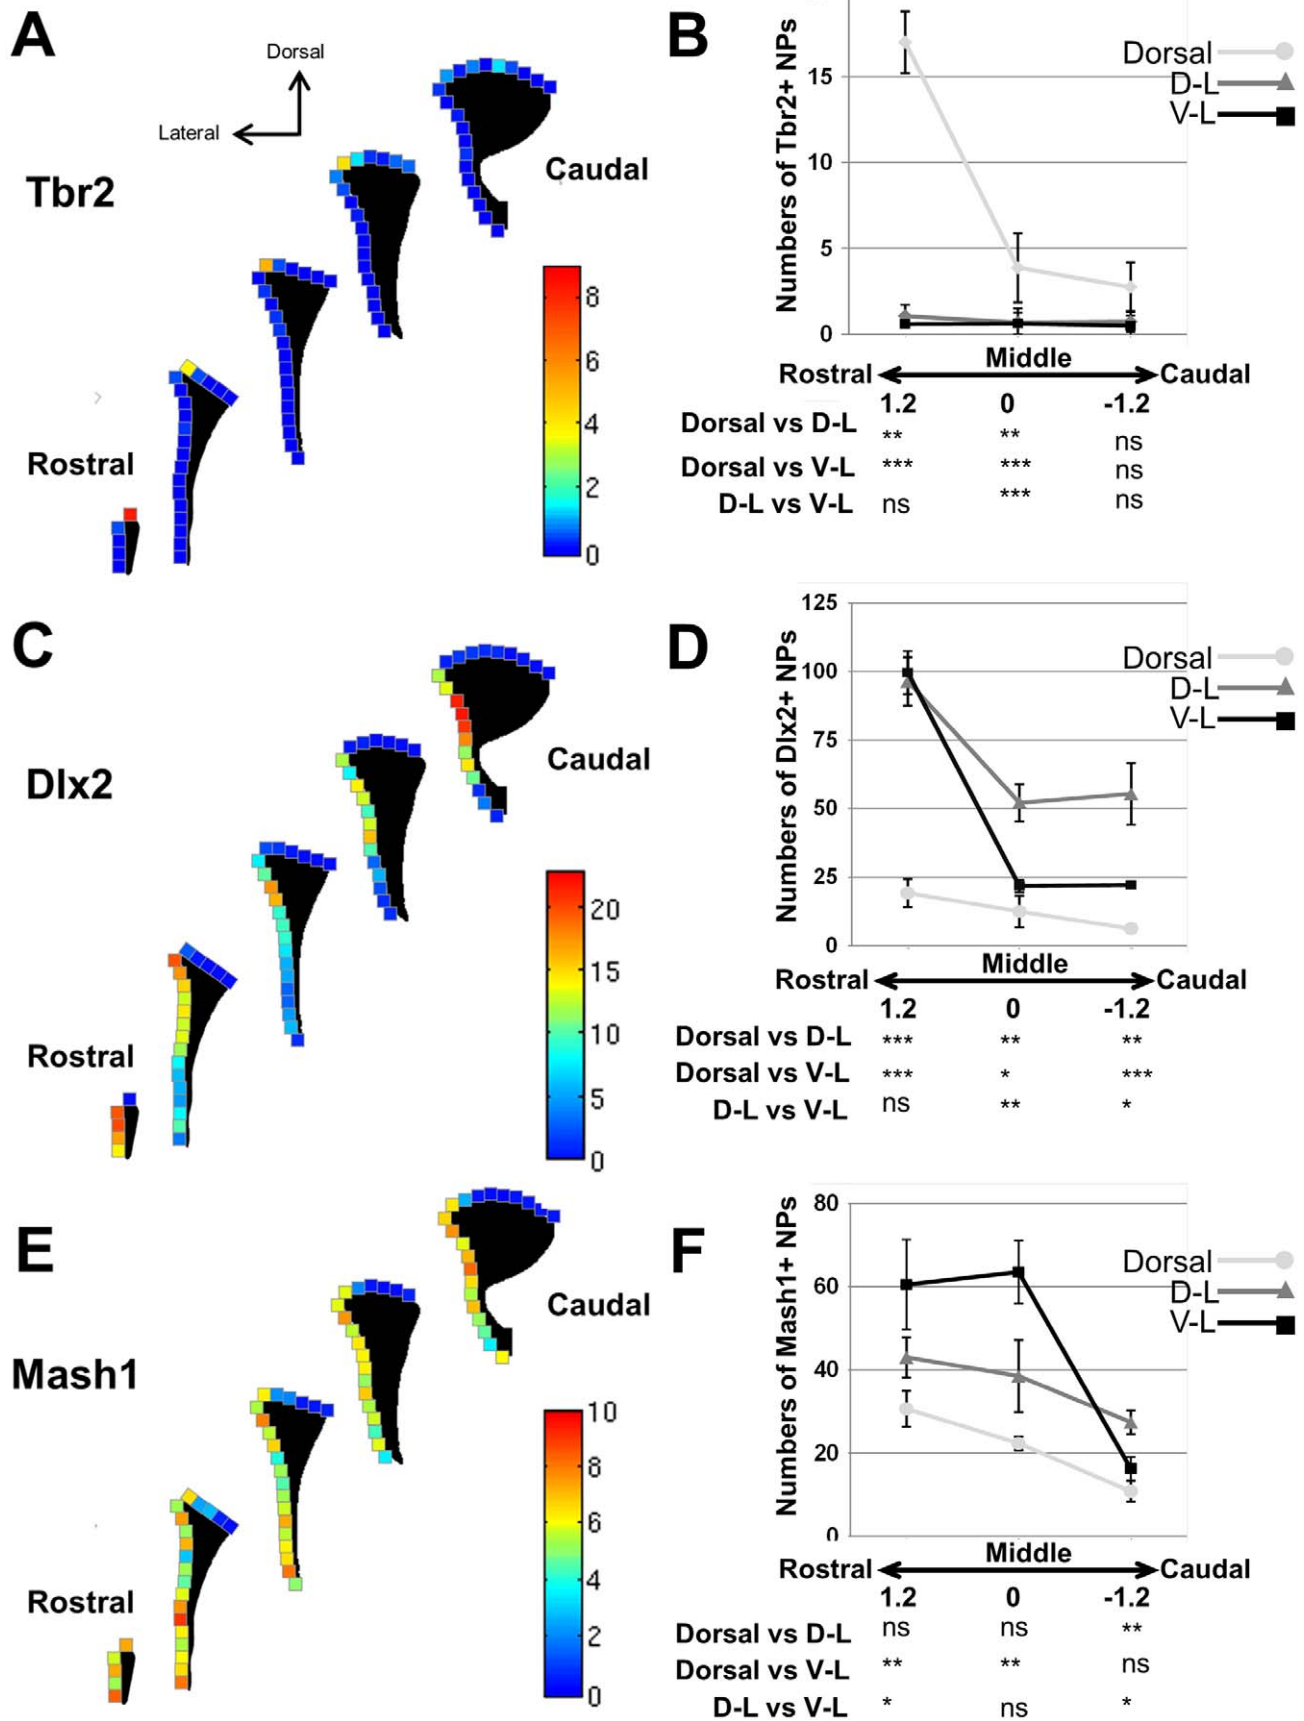 A
Dorsal
Lateral
Tbr2
Caudal
Rostral
8
6
4
2
0
B
Numbers of Tbr2+ NPs
15
10
5
0
Dorsal
D-L
V-L
Middle
Rostral Caudal
1.2 0 -1.2
Dorsal vs D-L ** ** ns
Dorsal vs V-L *** *** ns
D-L vs V-L ns *** ns
C
Dlx2
Caudal
Rostral
20
15
10
5
0
D
Numbers of Dlx2+ NPs
125
100
75
50
25
0
Dorsal
D-L
V-L
Middle
Rostral Caudal
1.2 0 -1.2
Dorsal vs D-L *** ** **
Dorsal vs V-L *** * ***
D-L vs V-L ns ** *
E
Mash1
Caudal
Rostral
10
8
6
4
2
0
F
Numbers of Mash1+ NPs
80
60
40
20
0
Dorsal
D-L
V-L
Middle
Rostral Caudal
1.2 0 -1.2
Dorsal vs D-L ns ns **
Dorsal vs V-L ** ** ns
D-L vs V-L * ns *